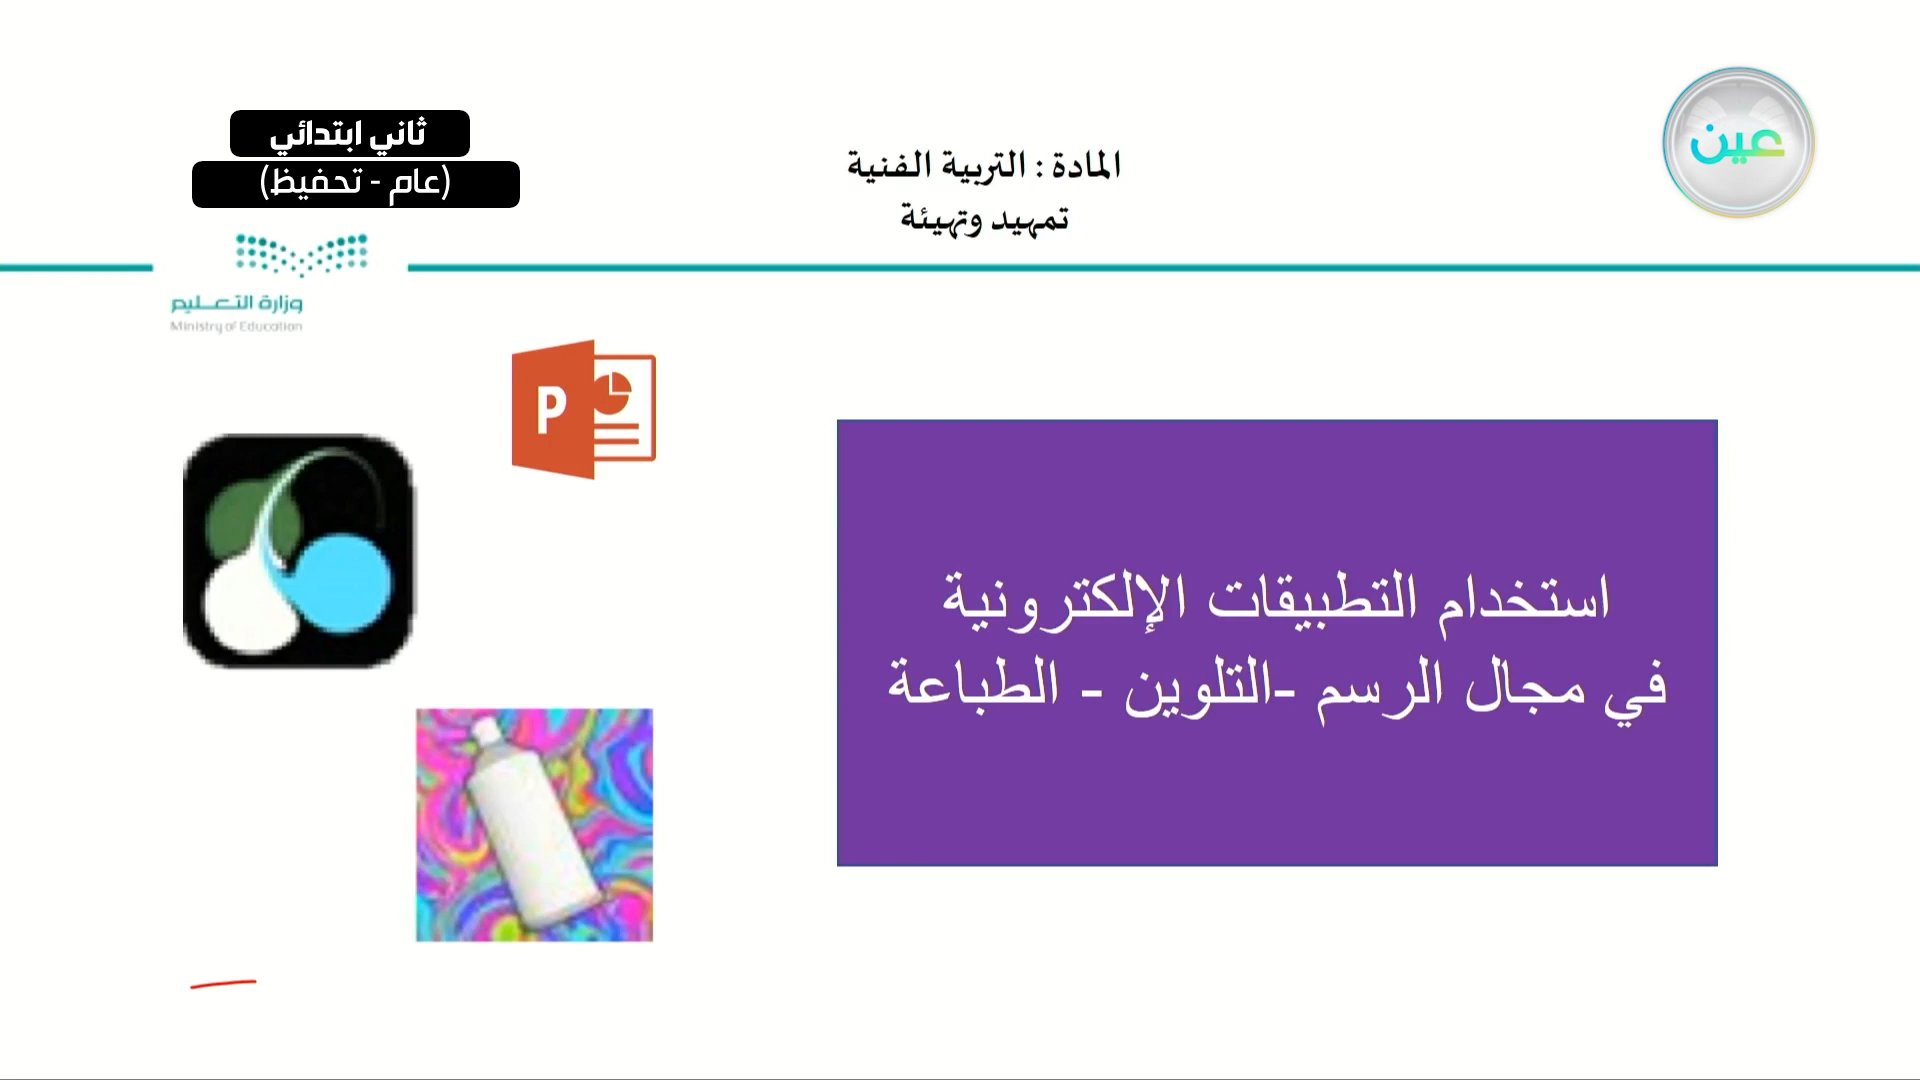 عين
المادة : التربية الفنية
تمهيد وتهيئة
ثاني ابتدائي
(عام - تحفيظ)
وزارة التعليم
Ministry of Education
P
استخدام التطبيقات الإلكترونية
في مجال الرسم -التلوين - الطباعة